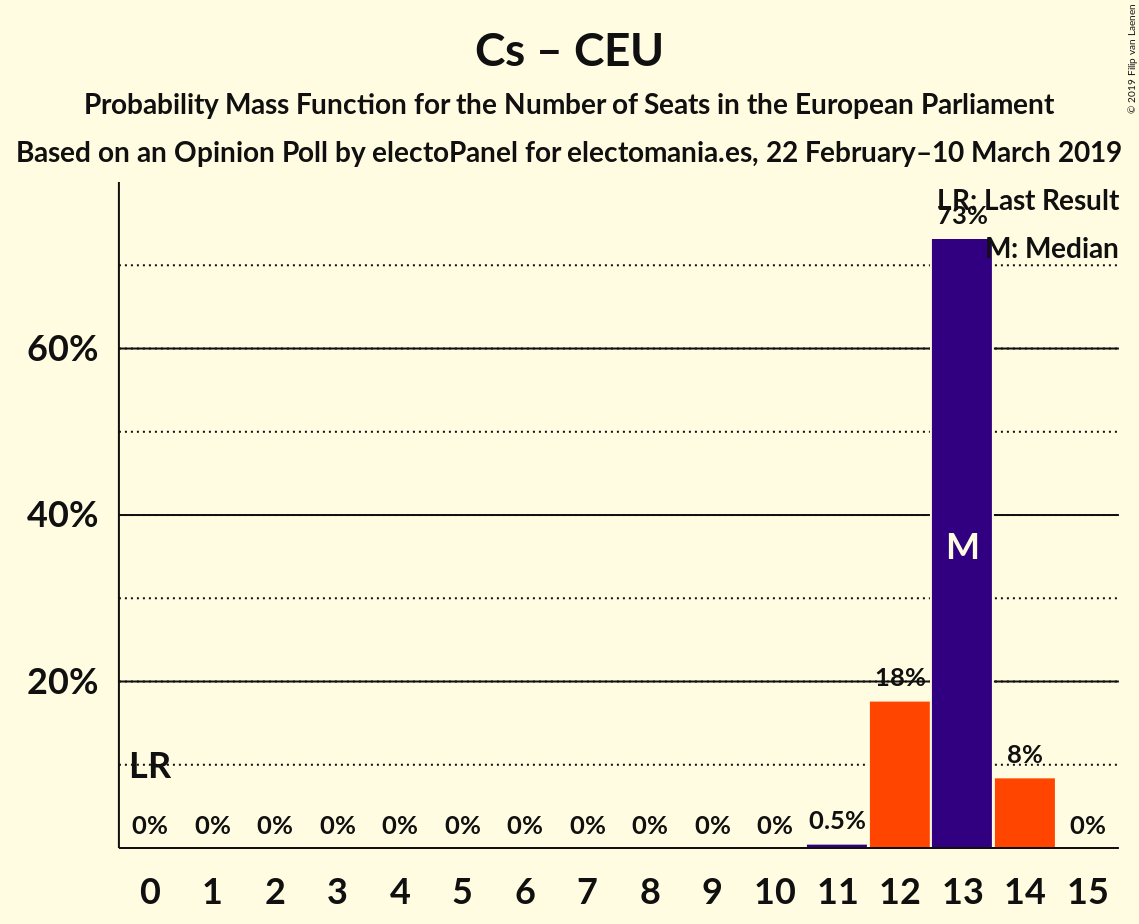 Cs – CEU
Probability Mass Function for the Number of Seats in the European Parliament
Based on an Opinion Poll by electoPanel for electomania.es, 22 February–10 March 2019
© 2019 Filip van Laenen
LR: Last Result
M: Median
73%
60%
40%
M
20%
18%
LR
8%
0% 0% 0% 0% 0% 0% 0% 0% 0% 0% 0% 0.5% 0%
0 1 2 3 4 5 6 7 8 9 10 11 12 13 14 15